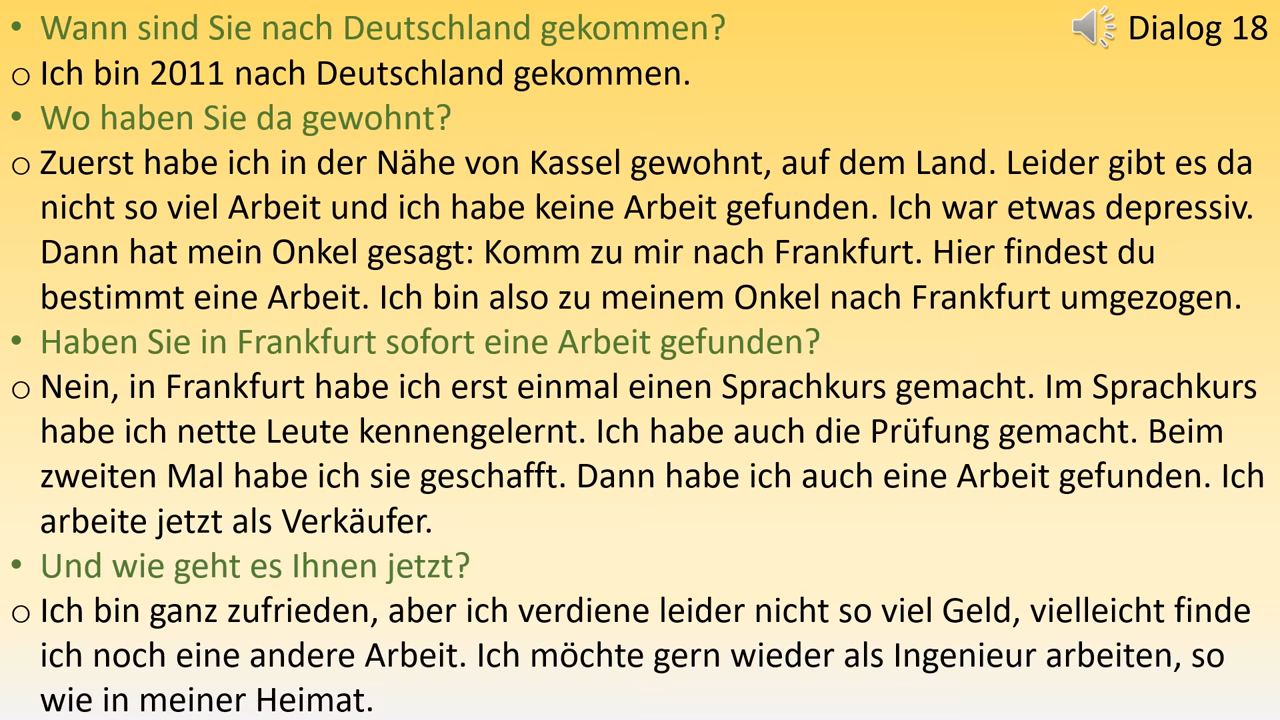 • Wann sind Sie nach Deutschland gekommen?
Dialog 18
o Ich bin 2011 nach Deutschland gekommen.
• Wo haben Sie da gewohnt?
o Zuerst habe ich in der Nähe von Kassel gewohnt, auf dem Land. Leider gibt es da
nicht so viel Arbeit und ich habe keine Arbeit gefunden. Ich war etwas depressiv.
Dann hat mein Onkel gesagt: Komm zu mir nach Frankfurt. Hier findest du
bestimmt eine Arbeit. Ich bin also zu meinem Onkel nach Frankfurt umgezogen.
• Haben Sie in Frankfurt sofort eine Arbeit gefunden?
o Nein, in Frankfurt habe ich erst einmal einen Sprachkurs gemacht. Im Sprachkurs
habe ich nette Leute kennengelernt. Ich habe auch die Prüfung gemacht. Beim
zweiten Mal habe ich sie geschafft. Dann habe ich auch eine Arbeit gefunden. Ich
arbeite jetzt als Verkäufer.
• Und wie geht es Ihnen jetzt?
o Ich bin ganz zufrieden, aber ich verdiene leider nicht so viel Geld, vielleicht finde
ich noch eine andere Arbeit. Ich möchte gern wieder als Ingenieur arbeiten, so
wie in meiner Heimat.